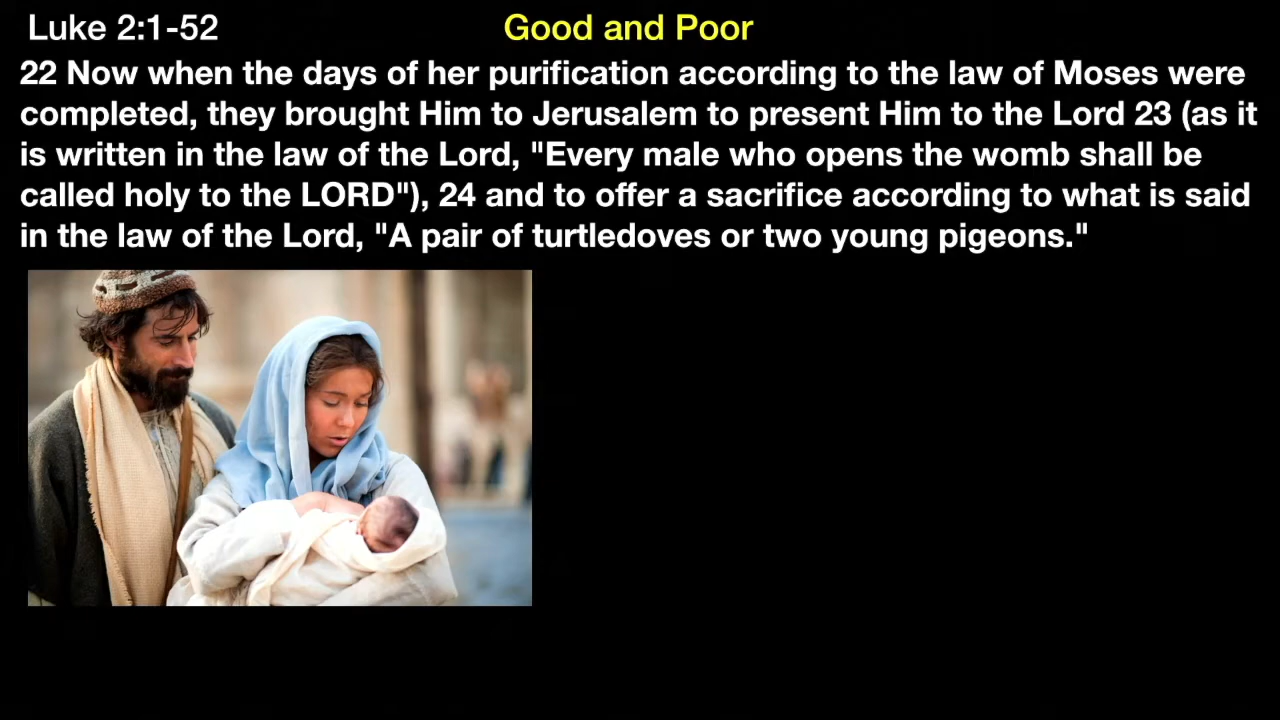 Luke 2:1-52
Good and Poor
22 Now when the days of her purification according to the law of Moses were
completed, they brought Him to Jerusalem to present Him to the Lord 23 (as it
is written in the law of the Lord, "Every male who opens the womb shall be
called holy to the LORD"), 24 and to offer a sacrifice according to what is said
in the law of the Lord, "A pair of turtledoves or two young pigeons."